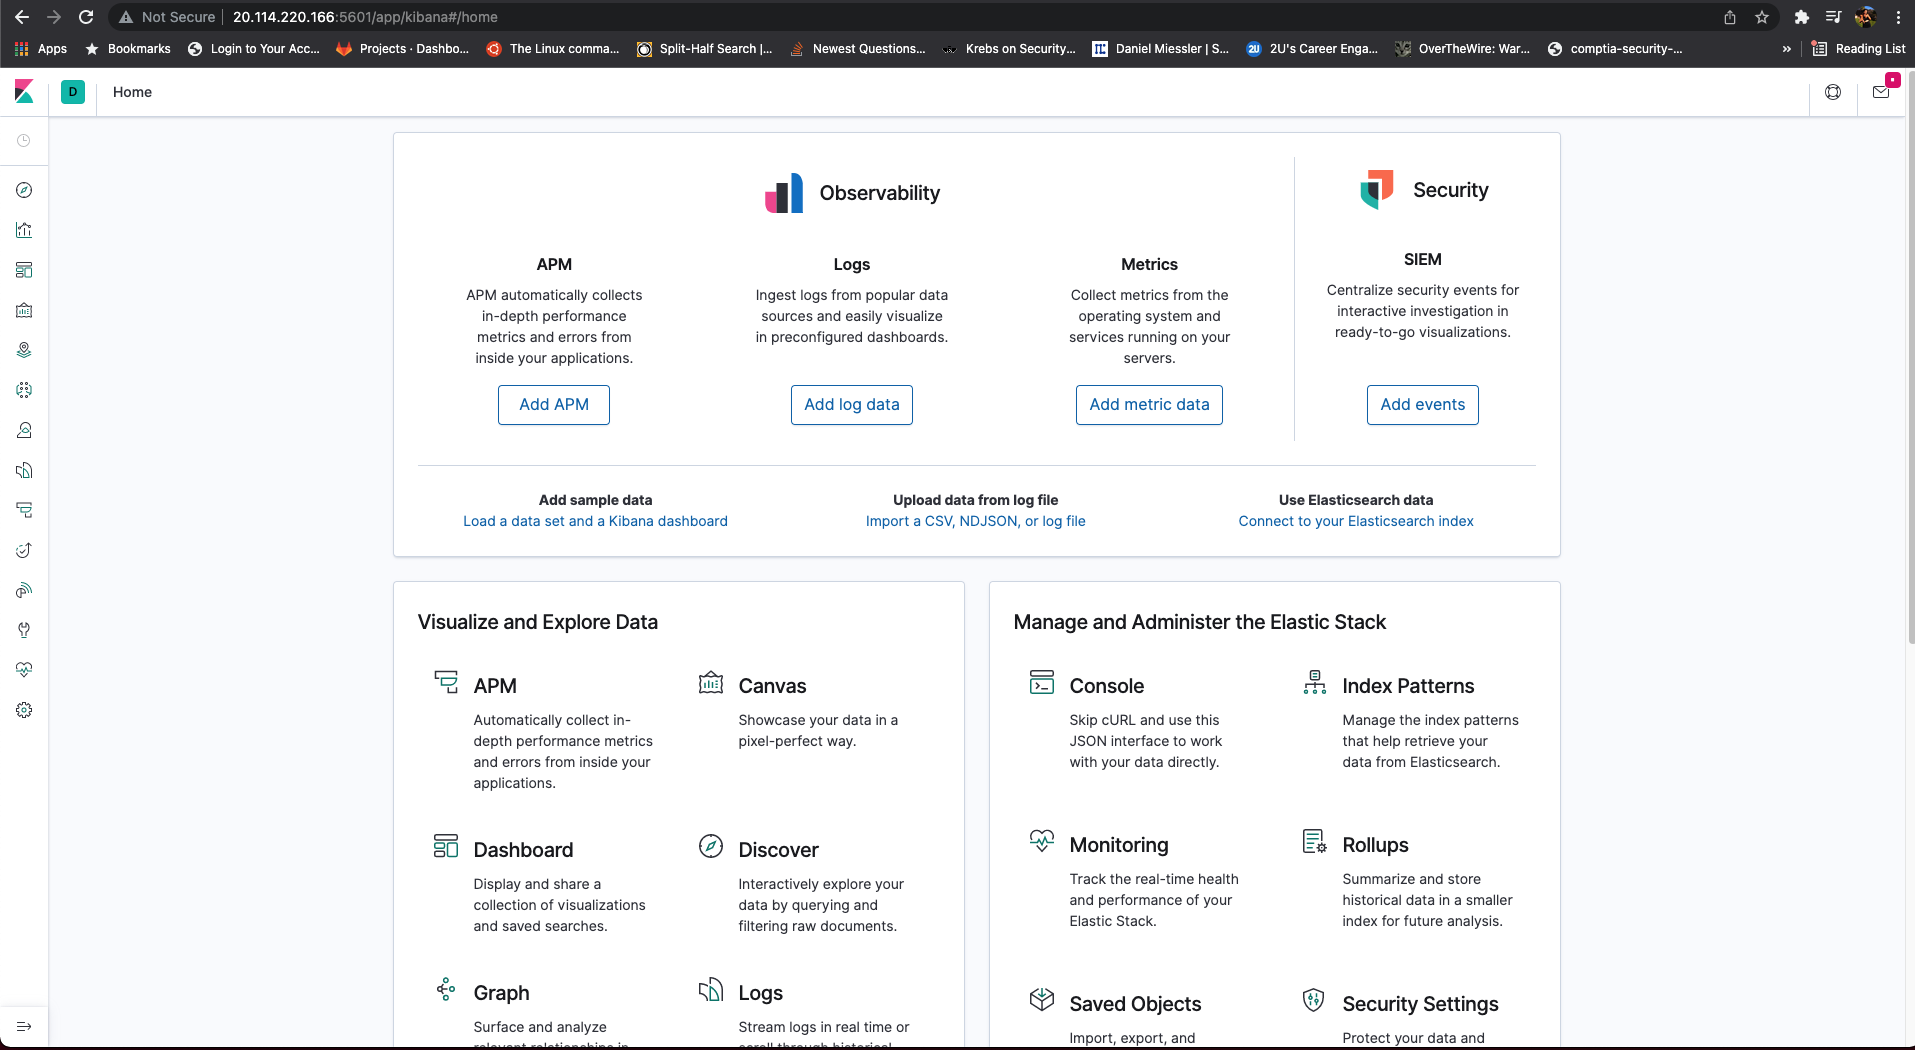 Not Secure | 20.114.220.166:5601/app/kibana#/home
Apps
Bookmarks
Login to Your Acc...
Projects · Dashbo...
The Linux comma...
Split-Half Search |...
Newest Questions...
Krebs on Security...
Daniel Miessler | S...
2U's Career Enga...
OverTheWire: War...
comptia-security-...
»
Reading List
D
Home
Observability
Security
APM
APM automatically collects
in-depth performance
metrics and errors from
inside your applications.
Add APM
Logs
Ingest logs from popular data
sources and easily visualize
in preconfigured dashboards.
Add log data
Metrics
Collect metrics from the
operating system and
services running on your
servers.
Add metric data
SIEM
Centralize security events for
interactive investigation in
ready-to-go visualizations.
Add events
Add sample data
Load a data set and a Kibana dashboard
Upload data from log file
Import a CSV, NDJSON, or log file
Use Elasticsearch data
Connect to your Elasticsearch index
Visualize and Explore Data
APM
Automatically collect in-
depth performance metrics
and errors from inside your
applications.
Canvas
Showcase your data in a
pixel-perfect way.
Dashboard
Display and share a
collection of visualizations
and saved searches.
Discover
Interactively explore your
data by querying and
filtering raw documents.
Graph
Surface and analyze
relevant relationships in
Logs
Stream logs in real time or
scroll through historical
Manage and Administer the Elastic Stack
Console
Skip cURL and use this
JSON interface to work
with your data directly.
Index Patterns
Manage the index patterns
that help retrieve your
data from Elasticsearch.
Monitoring
Track the real-time health
and performance of your
Elastic Stack.
Rollups
Summarize and store
historical data in a smaller
index for future analysis.
Saved Objects
Import, export, and
Security Settings
Protect your data and